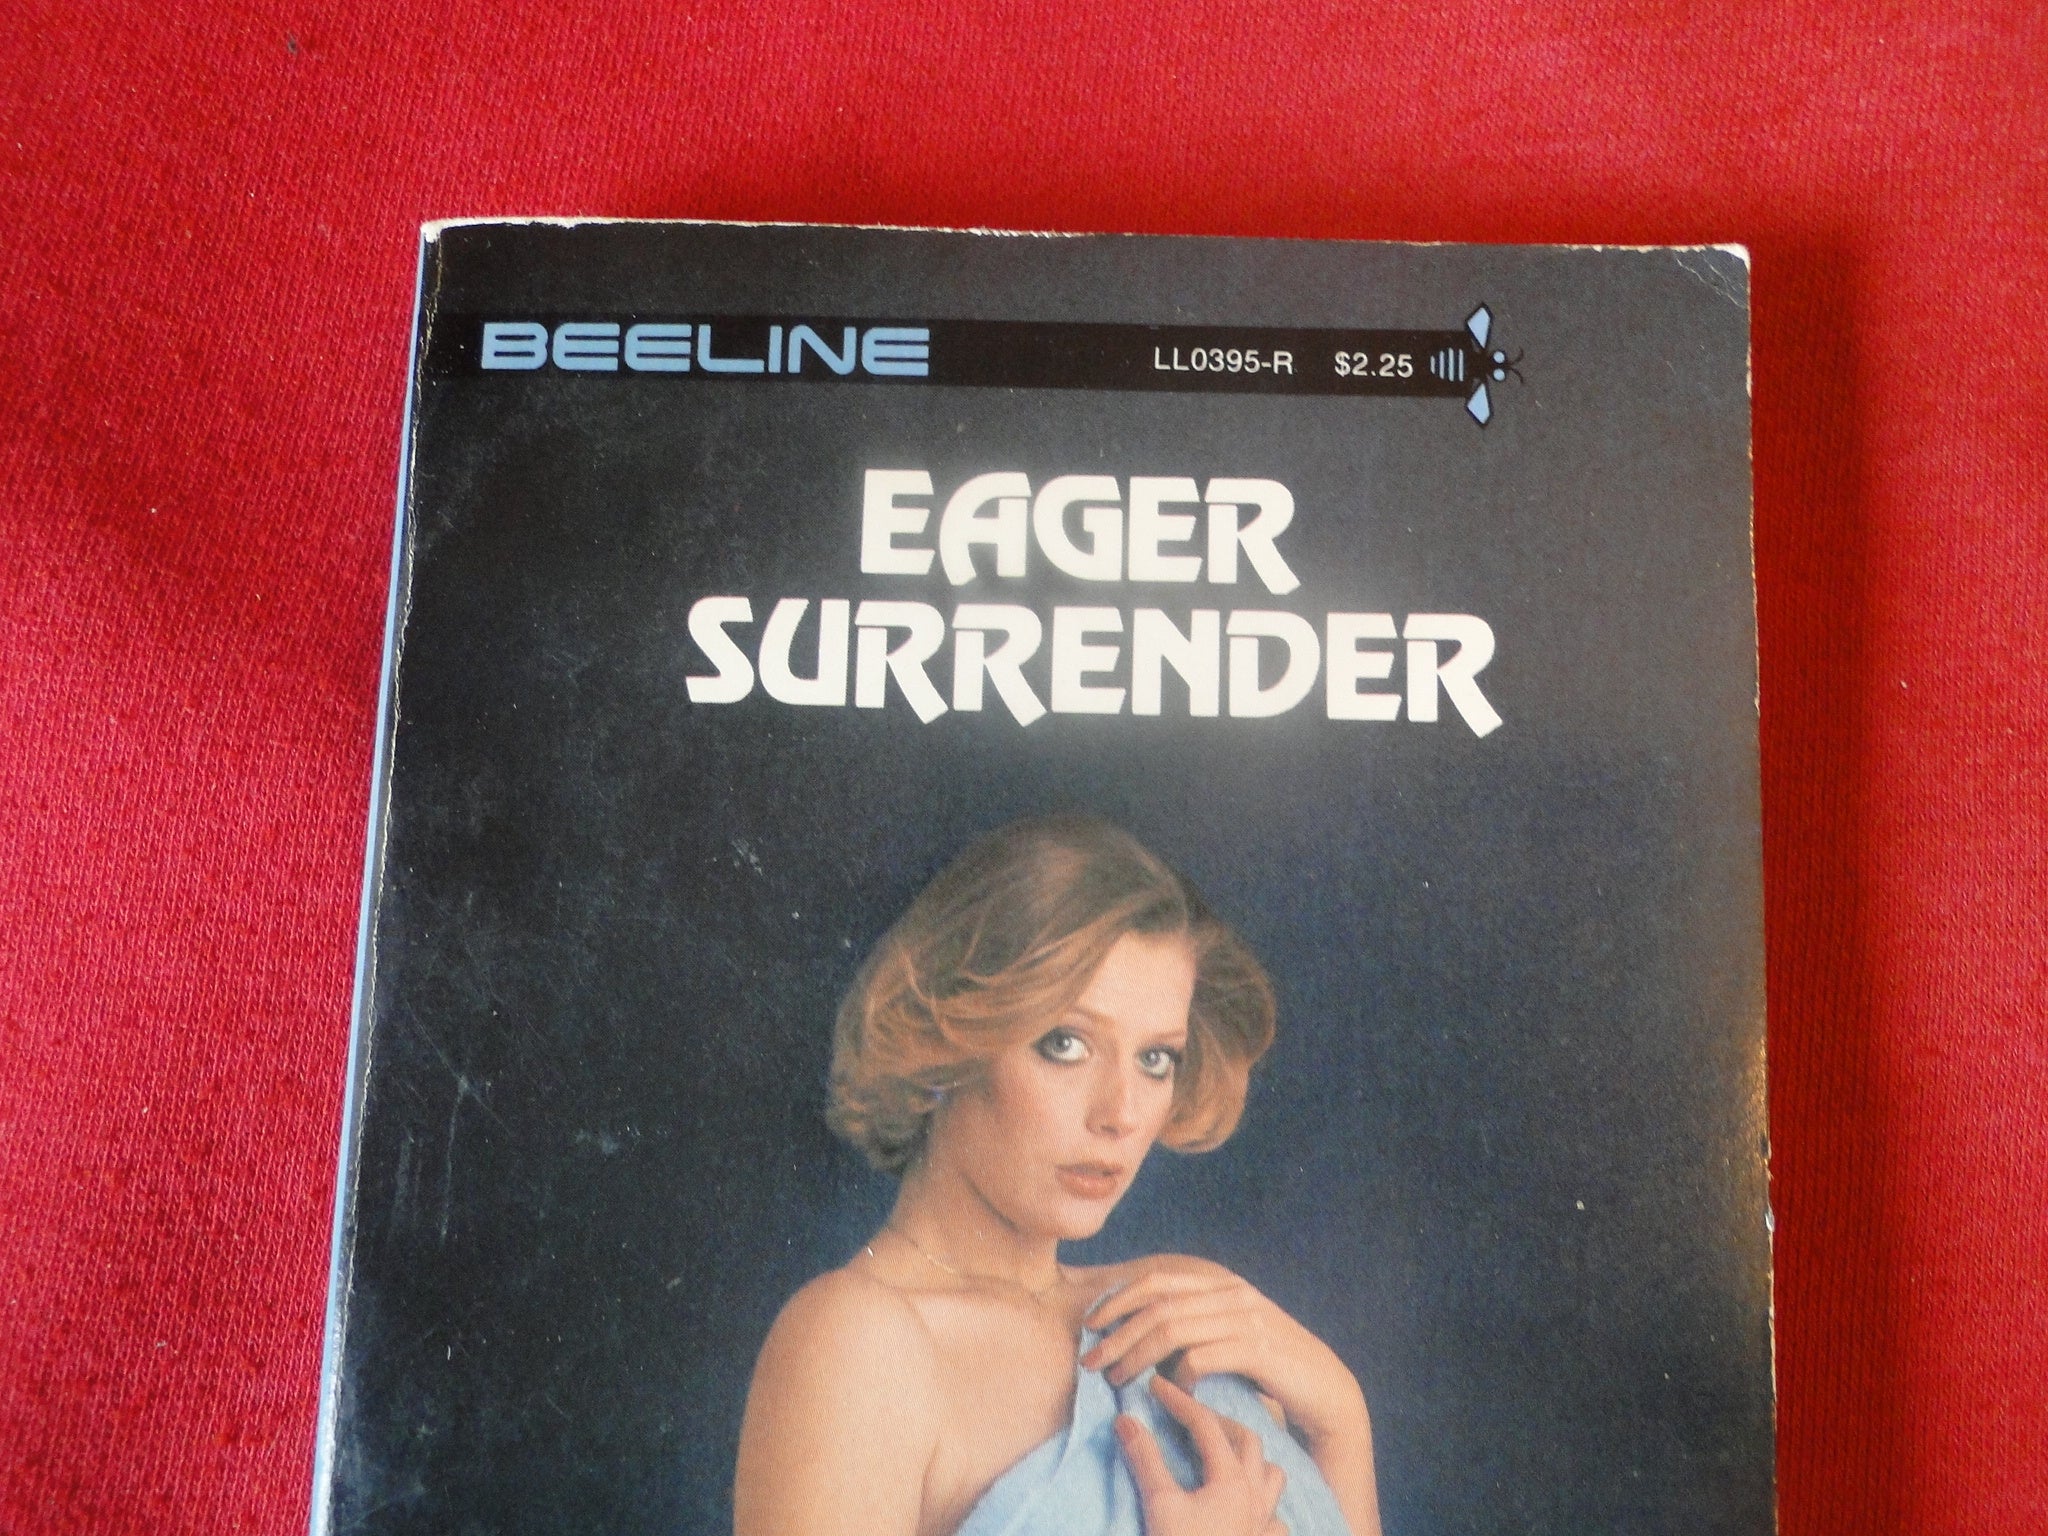 BEELINE LL0395-R $2.25
EAGER
SURRENDER